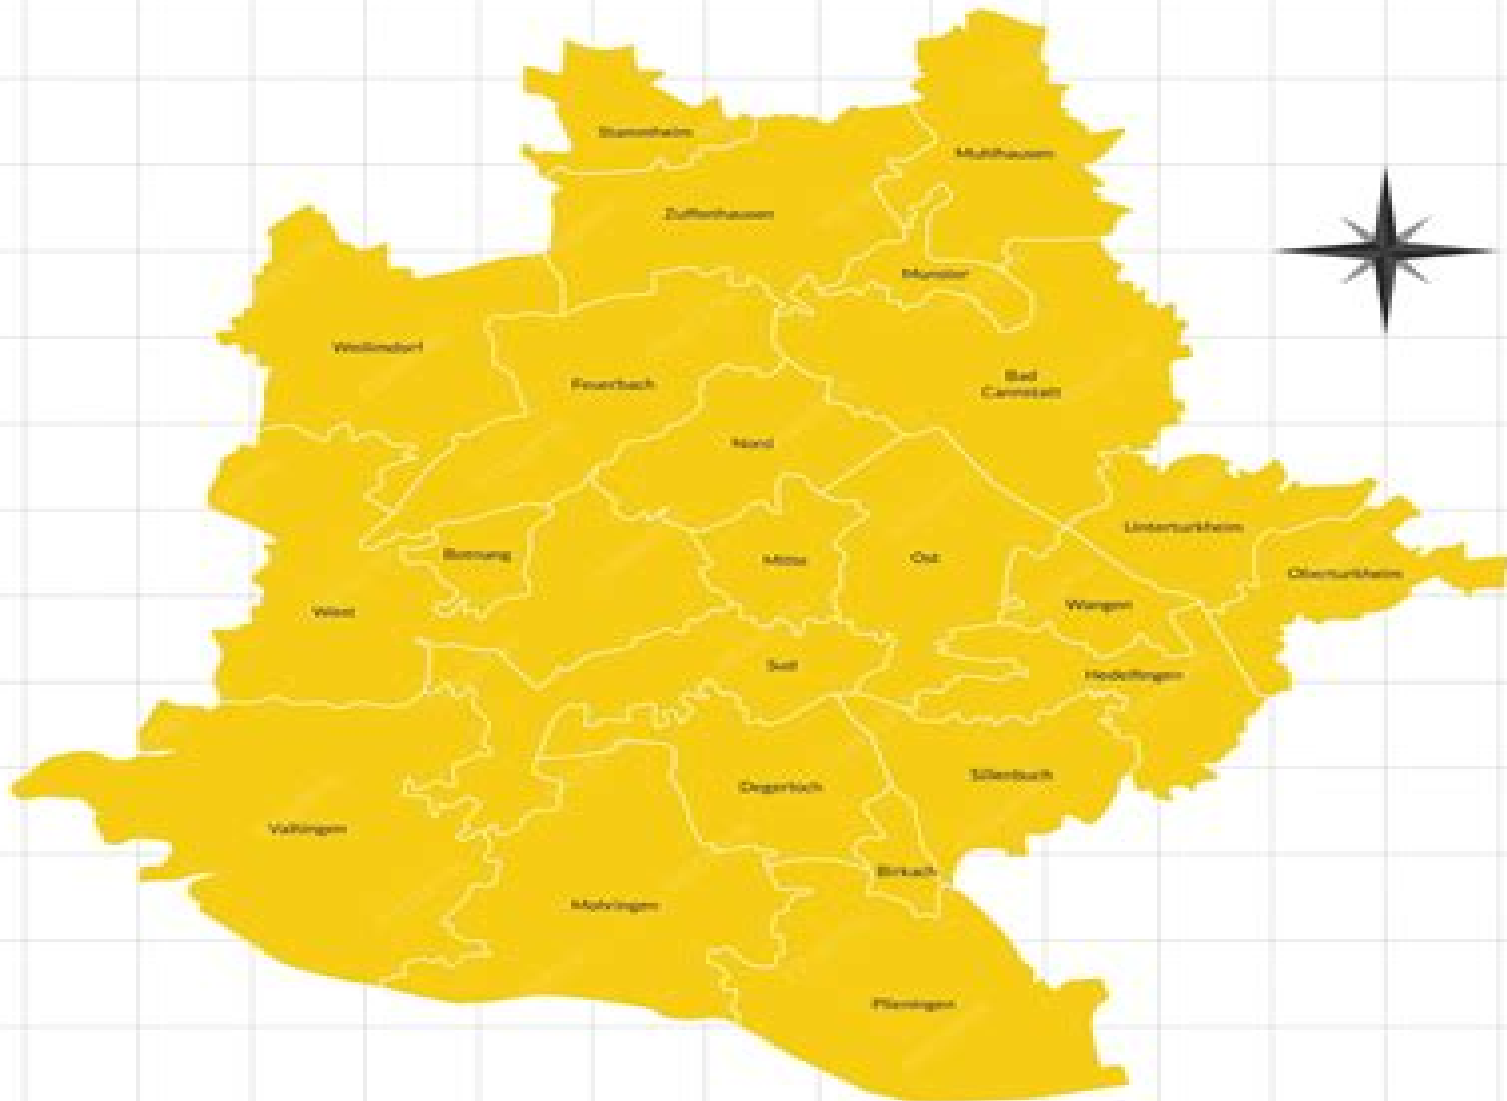 Stammheim
Muhlhausen
Zuffenhausen
Munster
Weilimdorf
Feuerbach
Bad
Cannstatt
Nord
Unterturkheim
Botnang
Mitte
Ost
Oberturkheim
Wangen
West
Sud
Hedelfingen
Sillenbuch
Degerloch
Vaihingen
Birkach
Mohringen
Plieningen